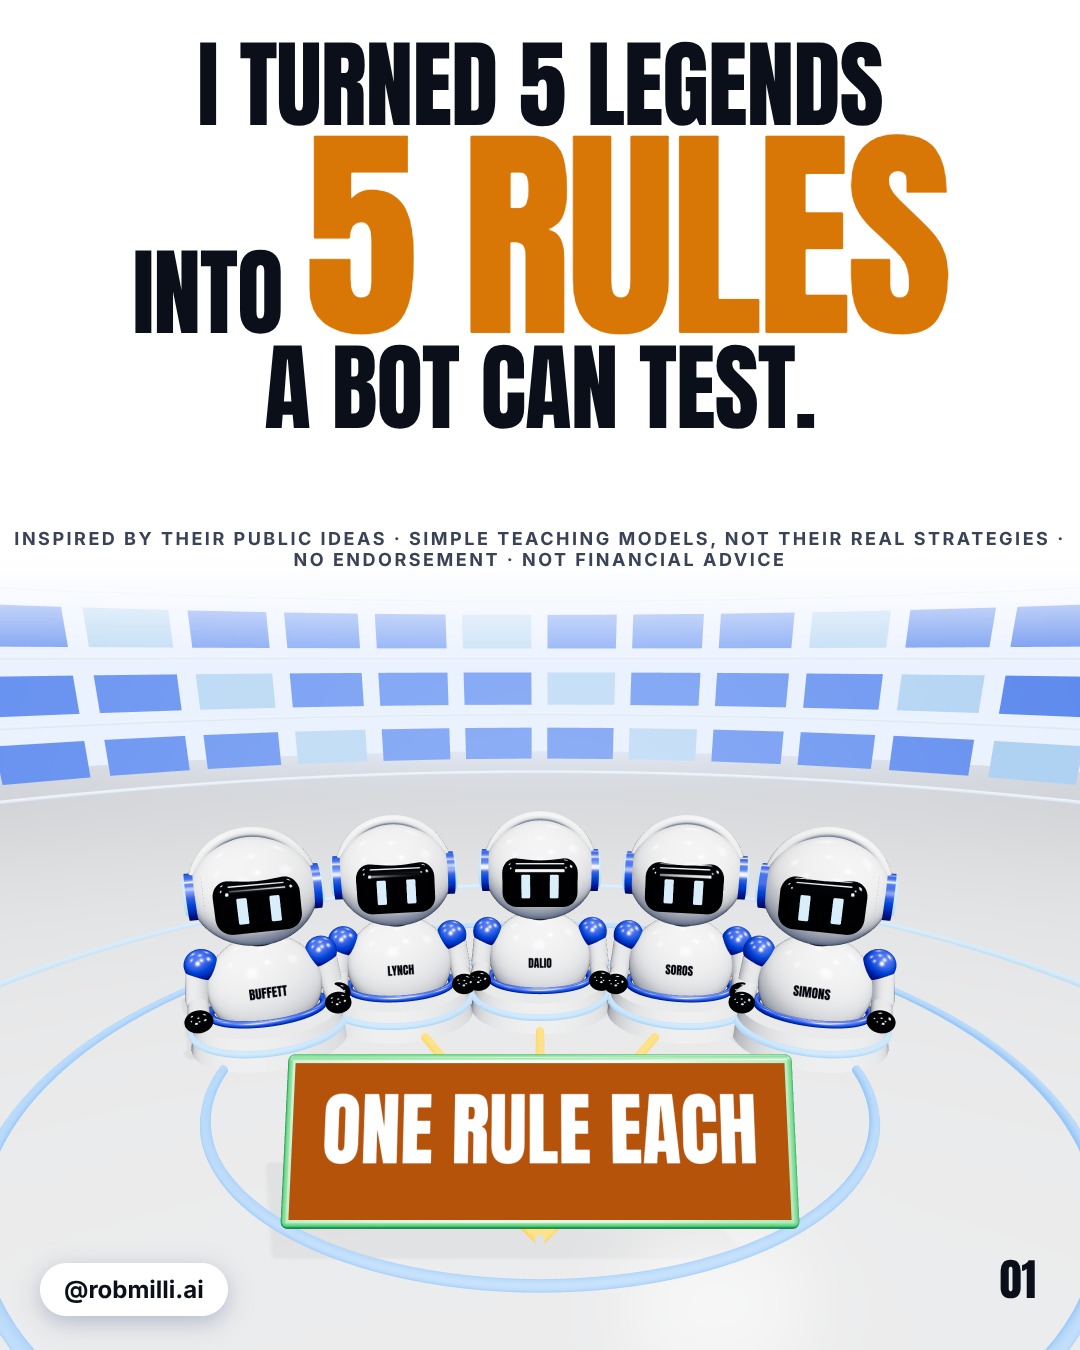 I TURNED 5 LEGENDS
INTO 5 RULES
A BOT CAN TEST.
INSPIRED BY THEIR PUBLIC IDEAS · SIMPLE TEACHING MODELS, NOT THEIR REAL STRATEGIES ·
NO ENDORSEMENT · NOT FINANCIAL ADVICE
BUFFETT
LYNCH
DALIO
SOROS
SIMONS
ONE RULE EACH
@robmilli.ai
01